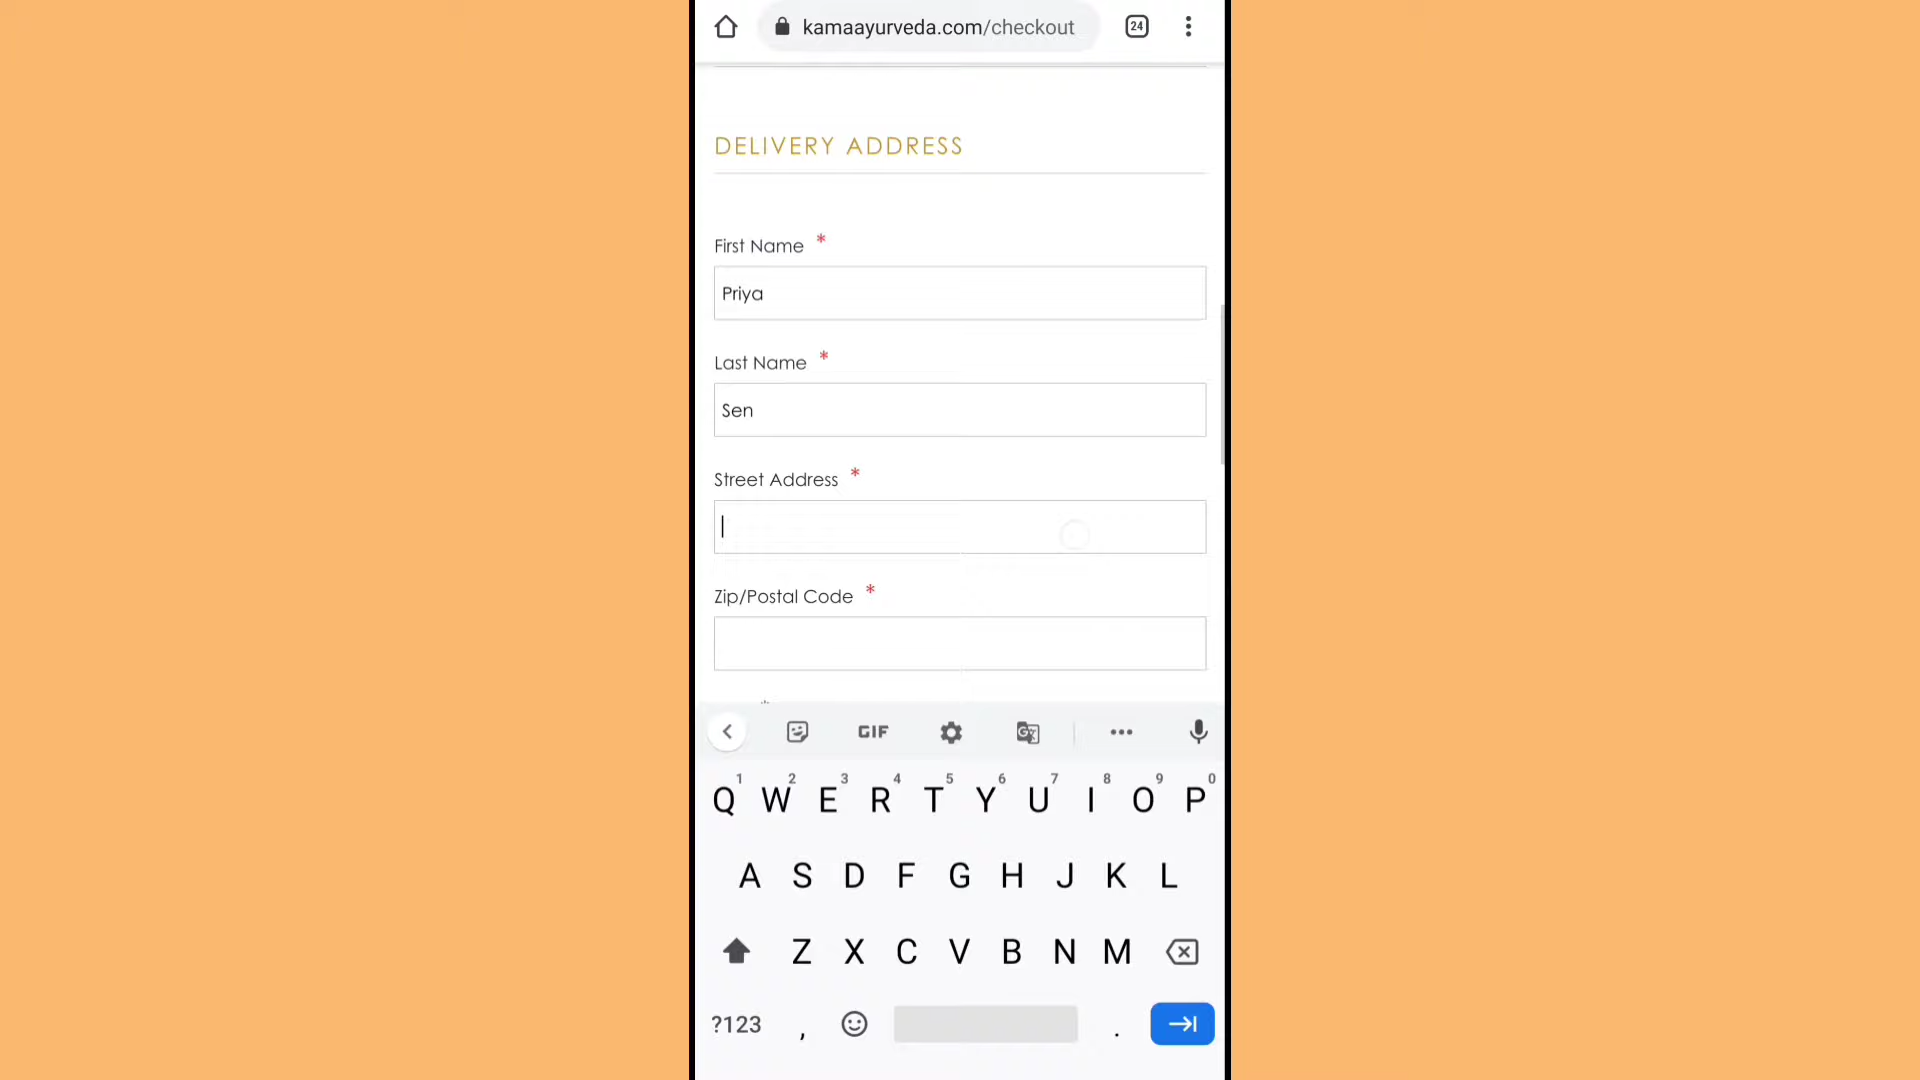 kamaayurveda.com/checkout
24
DELIVERY ADDRESS
First Name *
Priya
Last Name *
Sen
Street Address *
Zip/Postal Code *
*
GIF
1 2 3 4 5 6 7 8 9 0
Q W E R T Y U I O P
A S D F G H J K L
Z X C V B N M
?123 , .